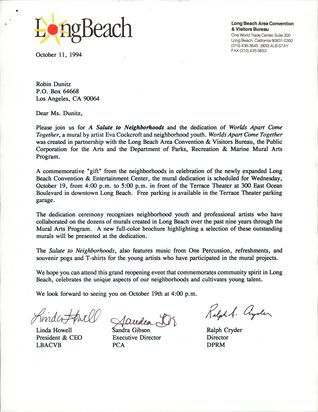 LongBeach
Long Beach Area Convention
& Visitors Bureau
One World Trade Center, Suite 300
Long Beach, California 90831-0300
(310) 436-3645 (800) 4LB-STAY
FAX (310) 435-5653
October 11, 1994
Robin Dunitz
P.O. Box 64668
Los Angeles, CA 90064
Dear Ms. Dunitz,
Please join us for A Salute to Neighborhoods and the dedication of Worlds Apart Come
Together, a mural by artist Eva Cockcroft and neighborhood youth. Worlds Apart Come Together
was created in partnership with the Long Beach Area Convention & Visitors Bureau, the Public
Corporation for the Arts and the Department of Parks, Recreation & Marine Mural Arts
Program.
A commemorative "gift" from the neighborhoods in celebration of the newly expanded Long
Beach Convention & Entertainment Center, the mural dedication is scheduled for Wednesday,
October 19, from 4:00 p.m. to 5:00 p.m. in front of the Terrace Theater at 300 East Ocean
Boulevard in downtown Long Beach. Free parking is available in the Terrace Theater parking
garage.
The dedication ceremony recognizes neighborhood youth and professional artists who have
collaborated on the dozens of murals created in Long Beach over the past nine years through the
Mural Arts Program. A new full-color brochure highlighting a selection of these outstanding
murals will be presented at the dedication.
The Salute to Neighborhoods, also features music from One Percussion, refreshments, and
souvenir pogs and T-shirts for the young artists who have participated in the mural projects.
We hope you can attend this grand reopening event that commemorates community spirit in Long
Beach, celebrates the unique aspects of our neighborhoods and cultivates young talent.
We look forward to seeing you on October 19th at 4:00 p.m.
Linda Howell Sandra Ralph A. Cryder
Linda Howell Sandra Gibson Ralph Cryder
President & CEO Executive Director Director
LBACVB PCA DPRM